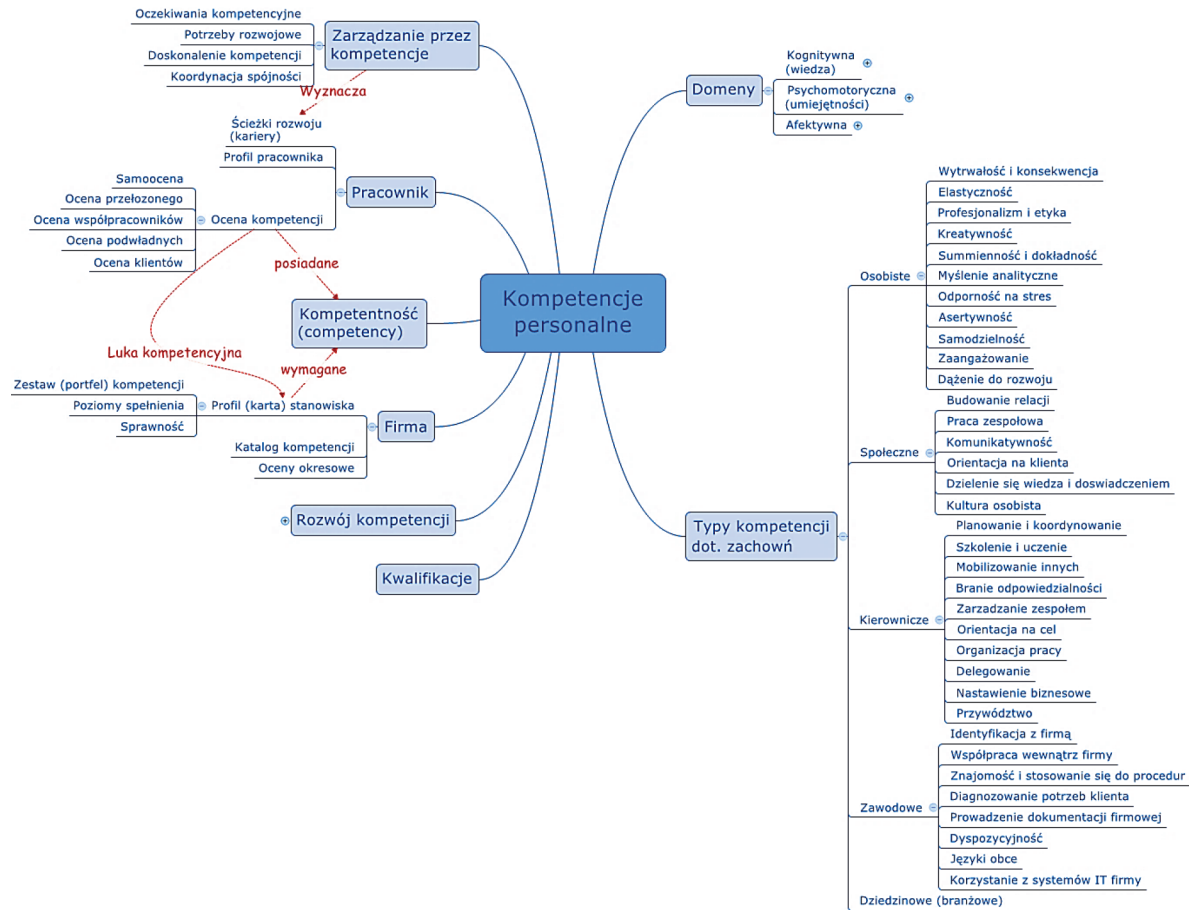 Oczekiwania kompetencyjne
Potrzeby rozwojowe
Doskonalenie kompetencji
Koordynacja spójności
Zarządzanie przez
kompetencje
Wyznacza
Ścieżki rozwoju
(kariery)
Profil pracownika
Pracownik
Samoocena
Ocena przełozonego
Ocena współpracowników
Ocena podwładnych
Ocena klientów
Ocena kompetencji
posiadane
Kompetentność
(competency)
Luka kompetencyjna
wymagane
Zestaw (portfel) kompetencji
Poziomy spełnienia
Sprawność
Profil (karta) stanowiska
Firma
Katalog kompetencji
Oceny okresowe
Rozwój kompetencji
Kwalifikacje
Kompetencje
personalne
Domeny
Kognitywna
(wiedza)
Psychomotoryczna
(umiejętności)
Afektywna
Typy kompetencji
dot. zachowń
Osobiste
Wytrwałość i konsekwencja
Elastyczność
Profesjonalizm i etyka
Kreatywność
Summienność i dokładność
Myślenie analityczne
Odporność na stres
Asertywność
Samodzielność
Zaangażowanie
Dążenie do rozwoju
Społeczne
Budowanie relacji
Praca zespołowa
Komunikatywność
Orientacja na klienta
Dzielenie się wiedza i doswiadczeniem
Kultura osobista
Kierownicze
Planowanie i koordynowanie
Szkolenie i uczenie
Mobilizowanie innych
Branie odpowiedzialności
Zarzadzanie zespołem
Orientacja na cel
Organizacja pracy
Delegowanie
Nastawienie biznesowe
Przywództwo
Zawodowe
Identyfikacja z firmą
Współpraca wewnątrz firmy
Znajomość i stosowanie się do procedur
Diagnozowanie potrzeb klienta
Prowadzenie dokumentacji firmowej
Dyspozycyjność
Języki obce
Korzystanie z systemów IT firmy
Dziedzinowe (branżowe)